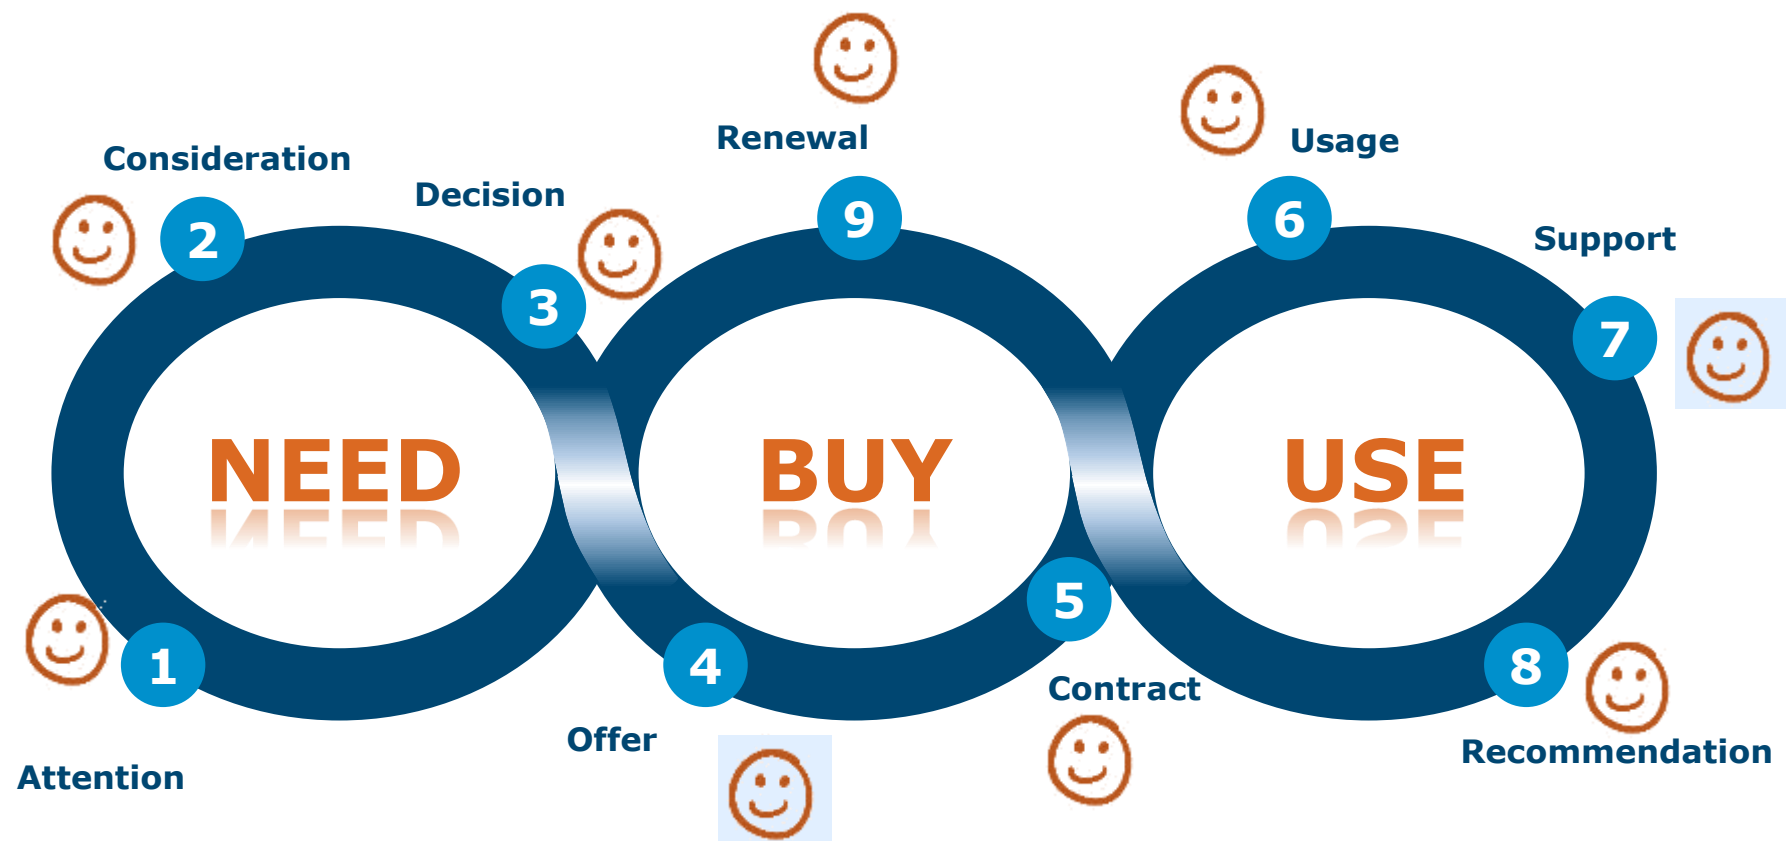 Renewal
Usage
Consideration
Decision
Support
9
6
2
3
7
NEED
BUY
USE
5
1
4
8
Contract
Offer
Recommendation
Attention